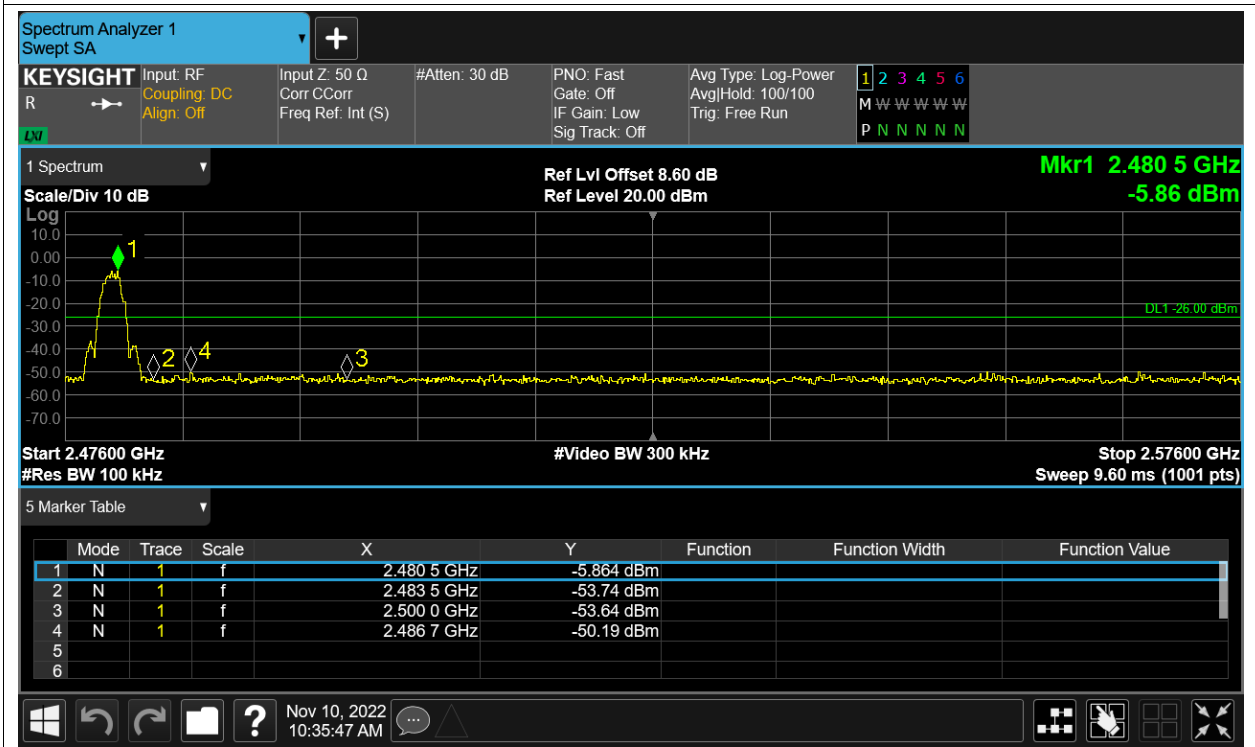 Spectrum Analyzer 1
Swept SA
KEYSIGHT Input: RF Input Z: 50 Ω #Atten: 30 dB PNO: Fast Avg Type: Log-Power 1 2 3 4 5 6
R Coupling: DC Corr CCorr Gate: Off Avg|Hold: 100/100 M W W W W W
Align: Off Freq Ref: Int (S) IF Gain: Low Trig: Free Run
LXI Sig Track: Off P N N N N N
1 Spectrum Ref Lvl Offset 8.60 dB Mkr1 2.480 5 GHz
Scale/Div 10 dB Ref Level 20.00 dBm -5.86 dBm
Log
10.0
1
0.00
-10.0
-20.0
DL1 -26.00 dBm
-30.0
-40.0
2 4 3
-50.0
-60.0
-70.0
Start 2.47600 GHz #Video BW 300 kHz Stop 2.57600 GHz
#Res BW 100 kHz Sweep 9.60 ms (1001 pts)
5 Marker Table
Mode Trace Scale X Y Function Function Width Function Value
1 N 1 f 2.480 5 GHz -5.864 dBm
2 N 1 f 2.483 5 GHz -53.74 dBm
3 N 1 f 2.500 0 GHz -53.64 dBm
4 N 1 f 2.486 7 GHz -50.19 dBm
5
6
? Nov 10, 2022
10:35:47 AM